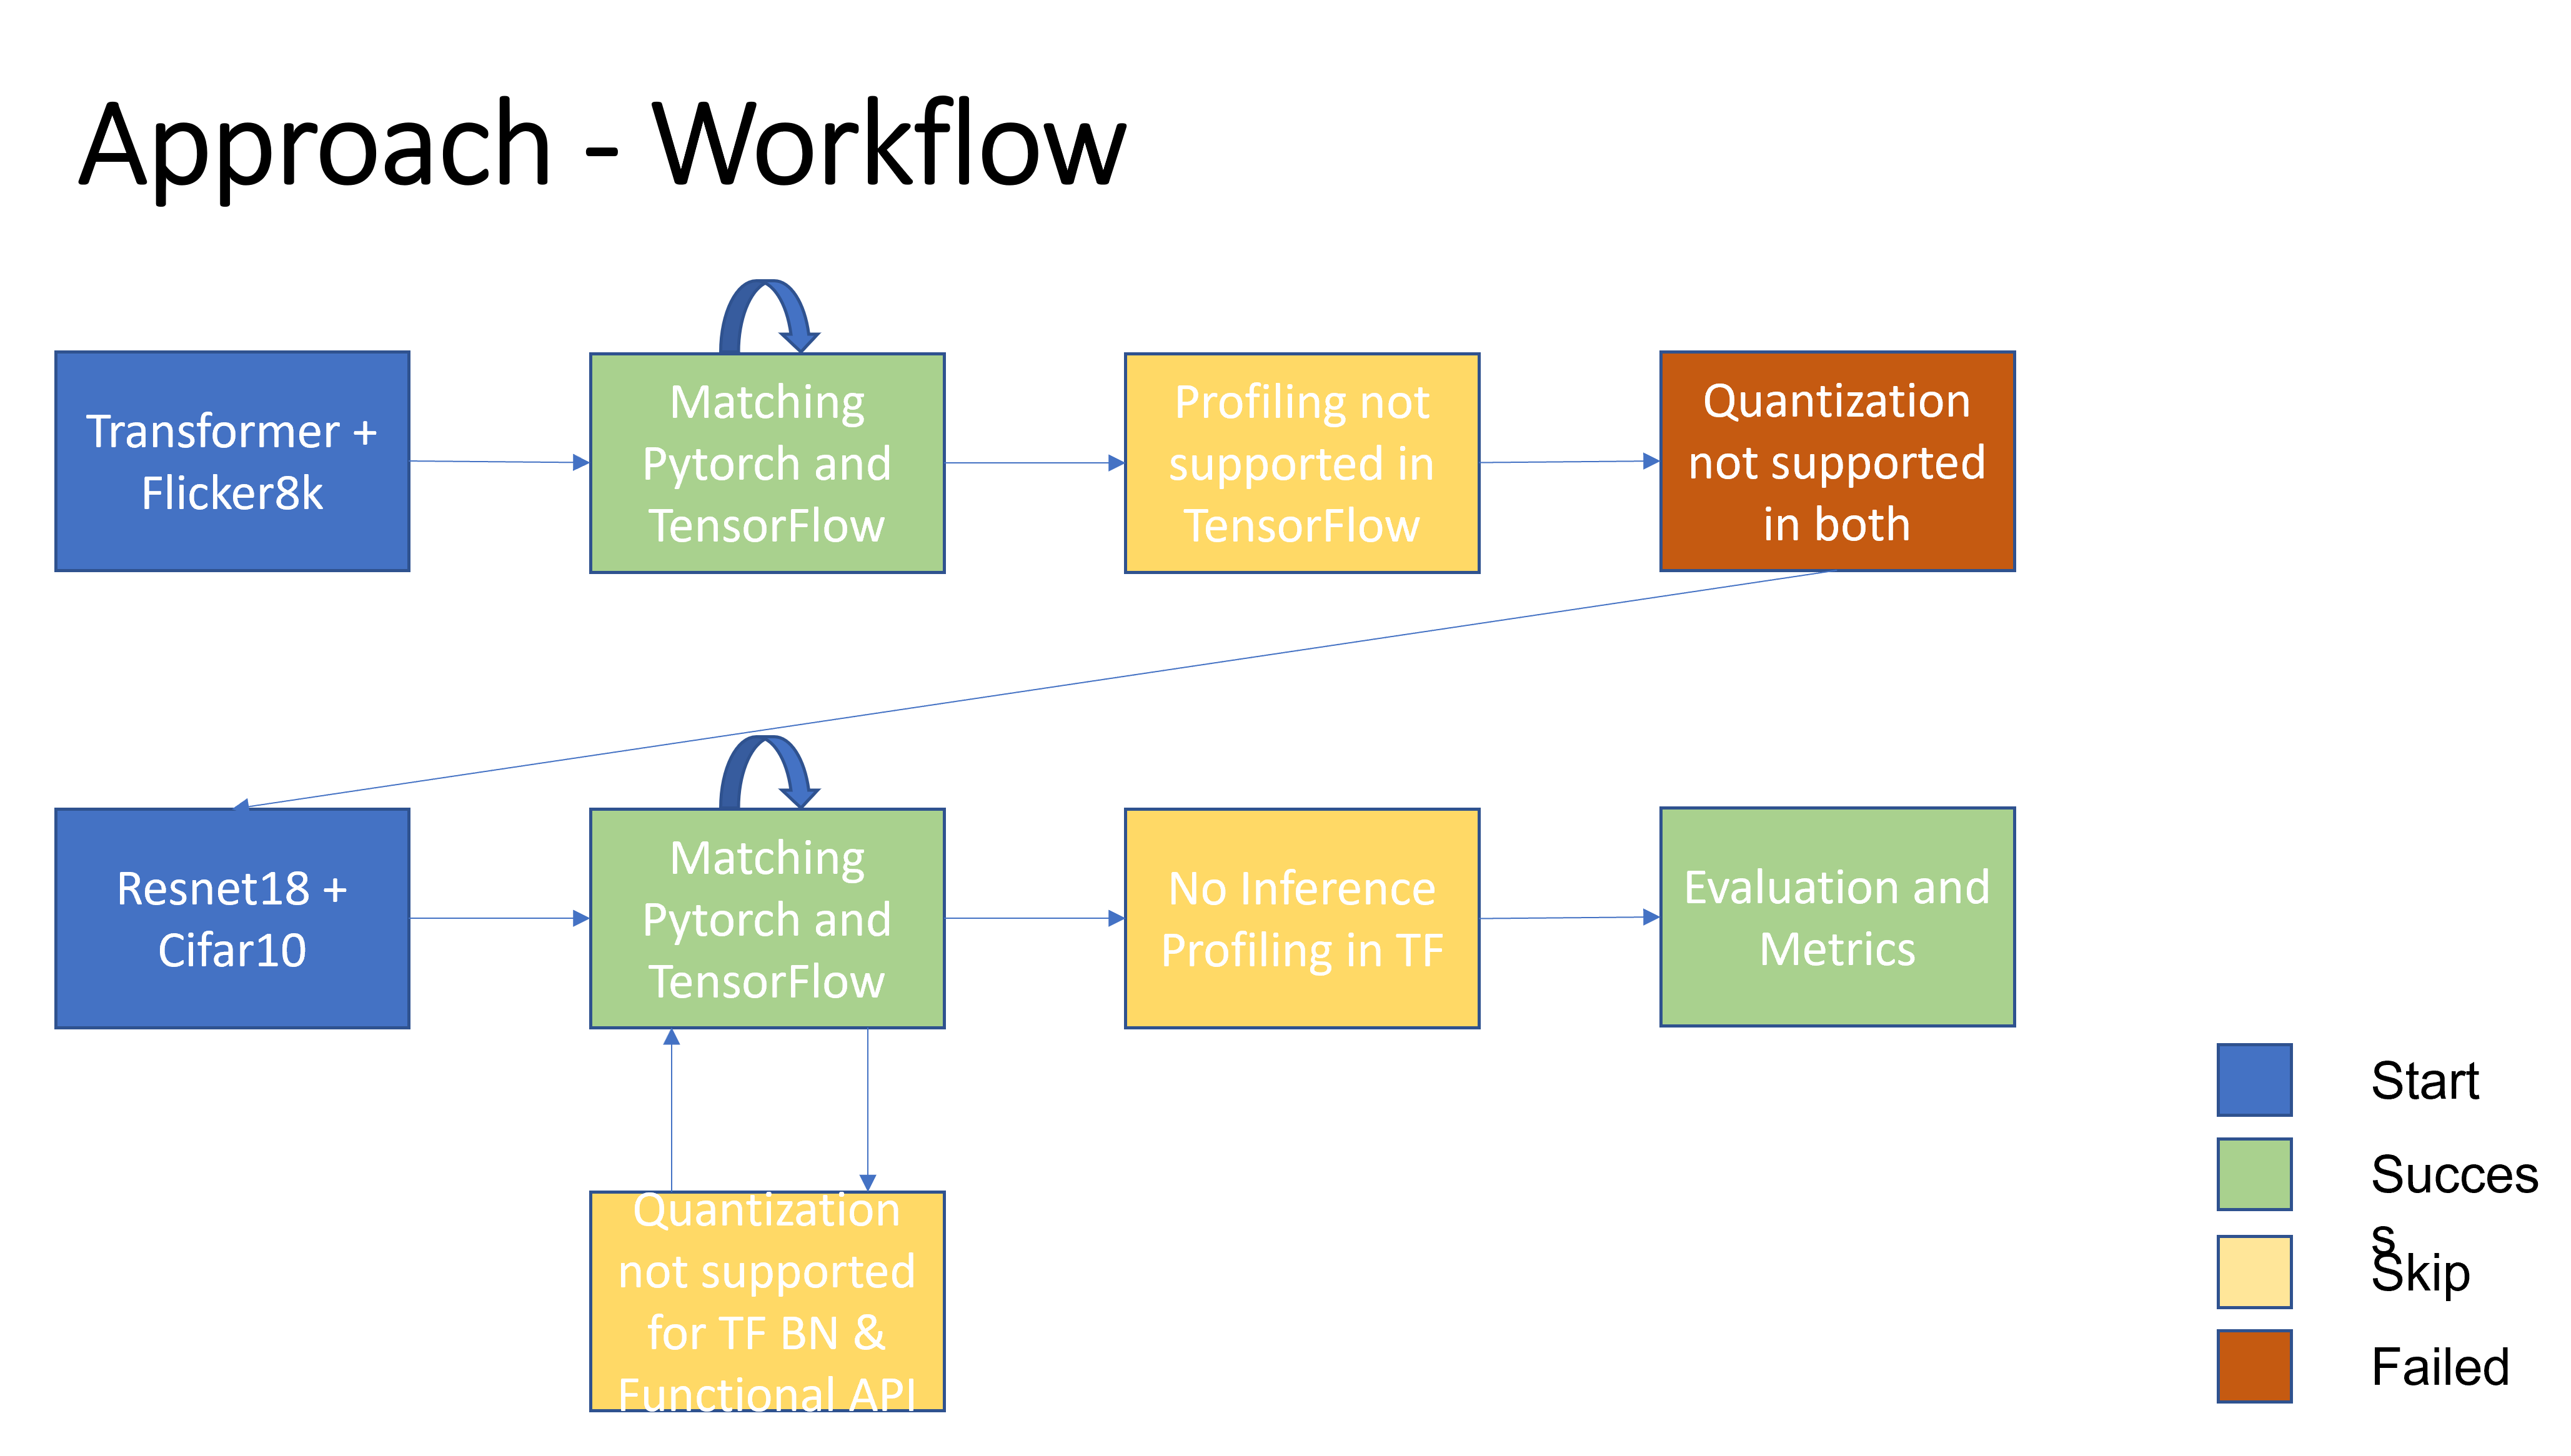 Approach - Workflow
Transformer +
Flicker8k
Matching
Pytorch and
TensorFlow
Profiling not
supported in
TensorFlow
Quantization
not supported
in both
Resnet18 +
Cifar10
Matching
Pytorch and
TensorFlow
No Inference
Profiling in TF
Evaluation and
Metrics
Quantization
not supported
for TF BN &
Functional API
Start
Succes
s
Skip
Failed